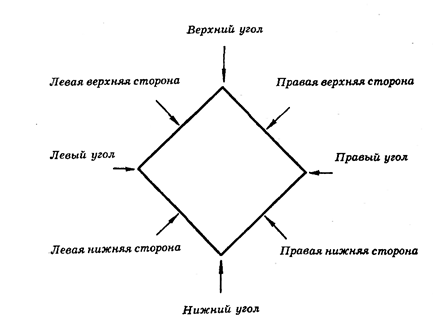 Верхний угол
Левая верхняя сторона
Правая верхняя сторона
Левый угол
Правый угол
Левая нижняя сторона
Правая нижняя сторона
Нижний угол